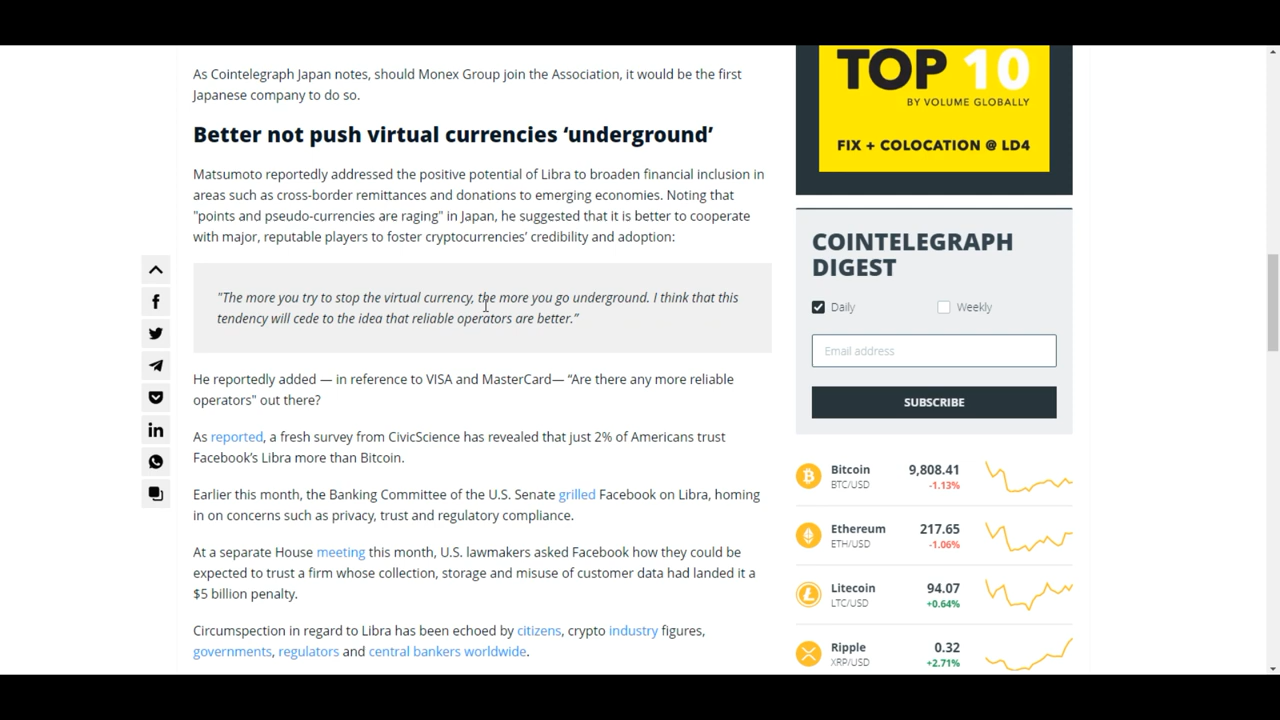 As Cointelegraph Japan notes, should Monex Group join the Association, it would be the first
Japanese company to do so.
Better not push virtual currencies ‘underground’
Matsumoto reportedly addressed the positive potential of Libra to broaden financial inclusion in
areas such as cross-border remittances and donations to emerging economies. Noting that
"points and pseudo-currencies are raging" in Japan, he suggested that it is better to cooperate
with major, reputable players to foster cryptocurrencies’ credibility and adoption:
"The more you try to stop the virtual currency, the more you go underground. I think that this
tendency will cede to the idea that reliable operators are better.”
He reportedly added — in reference to VISA and MasterCard— “Are there any more reliable
operators" out there?
As reported, a fresh survey from CivicScience has revealed that just 2% of Americans trust
Facebook’s Libra more than Bitcoin.
Earlier this month, the Banking Committee of the U.S. Senate grilled Facebook on Libra, homing
in on concerns such as privacy, trust and regulatory compliance.
At a separate House meeting this month, U.S. lawmakers asked Facebook how they could be
expected to trust a firm whose collection, storage and misuse of customer data had landed it a
$5 billion penalty.
Circumspection in regard to Libra has been echoed by citizens, crypto industry figures,
governments, regulators and central bankers worldwide.
TOP 10
BY VOLUME GLOBALLY
FIX + COLOCATION @ LD4
COINTELEGRAPH
DIGEST
Daily Weekly
Email address
SUBSCRIBE
Bitcoin 9,808.41
BTC/USD -1.13%
Ethereum 217.65
ETH/USD -1.06%
Litecoin 94.07
LTC/USD +0.64%
Ripple 0.32
XRP/USD +2.71%